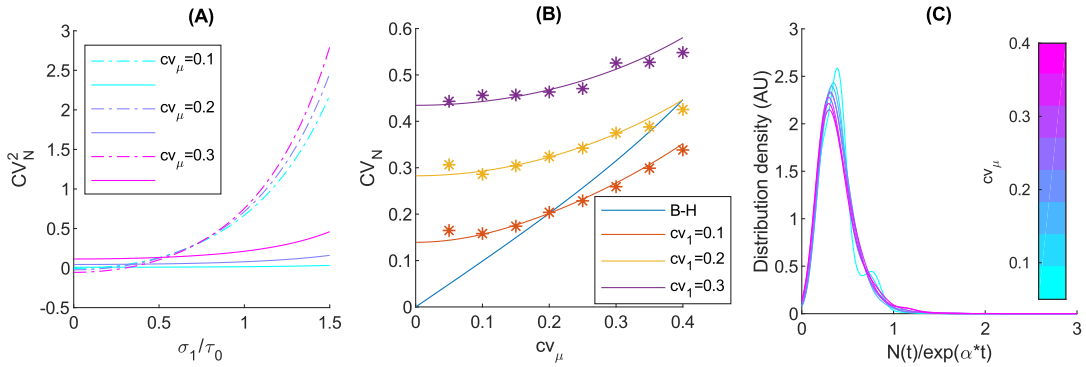 (A)
3
2.5
2
1.5
1
0.5
0
-0.5
CV²_N
cv_μ=0.1
cv_μ=0.2
cv_μ=0.3
0
0.5
1
1.5
σ_1/τ_0
(B)
0.6
0.5
0.4
0.3
0.2
0.1
0
CV_N
B-H
cv_1=0.1
cv_1=0.2
cv_1=0.3
0
0.1
0.2
0.3
0.4
cv_μ
(C)
3
2.5
2
1.5
1
0.5
0
Distribution density (AU)
0
1
2
3
N(t)/exp(α*t)
0.4
0.3
0.2
0.1
cv_μ